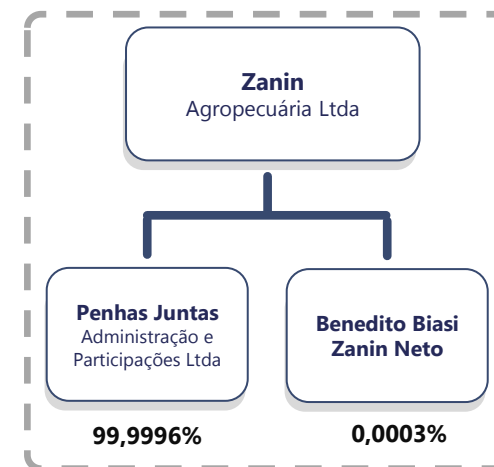 Zanin
Agropecuária Ltda
Penhas Juntas
Administração e
Participações Ltda
Benedito Biasi
Zanin Neto
99,9996%
0,0003%